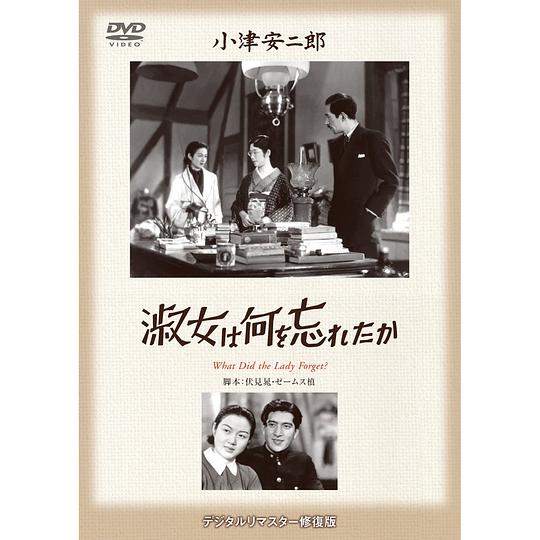 DVD
VIDEO
小津安二郎
淑女は何を忘れたか
What Did the Lady Forget?
脚本:伏見晁・ゼームス槙
デジタルリマスター修復版